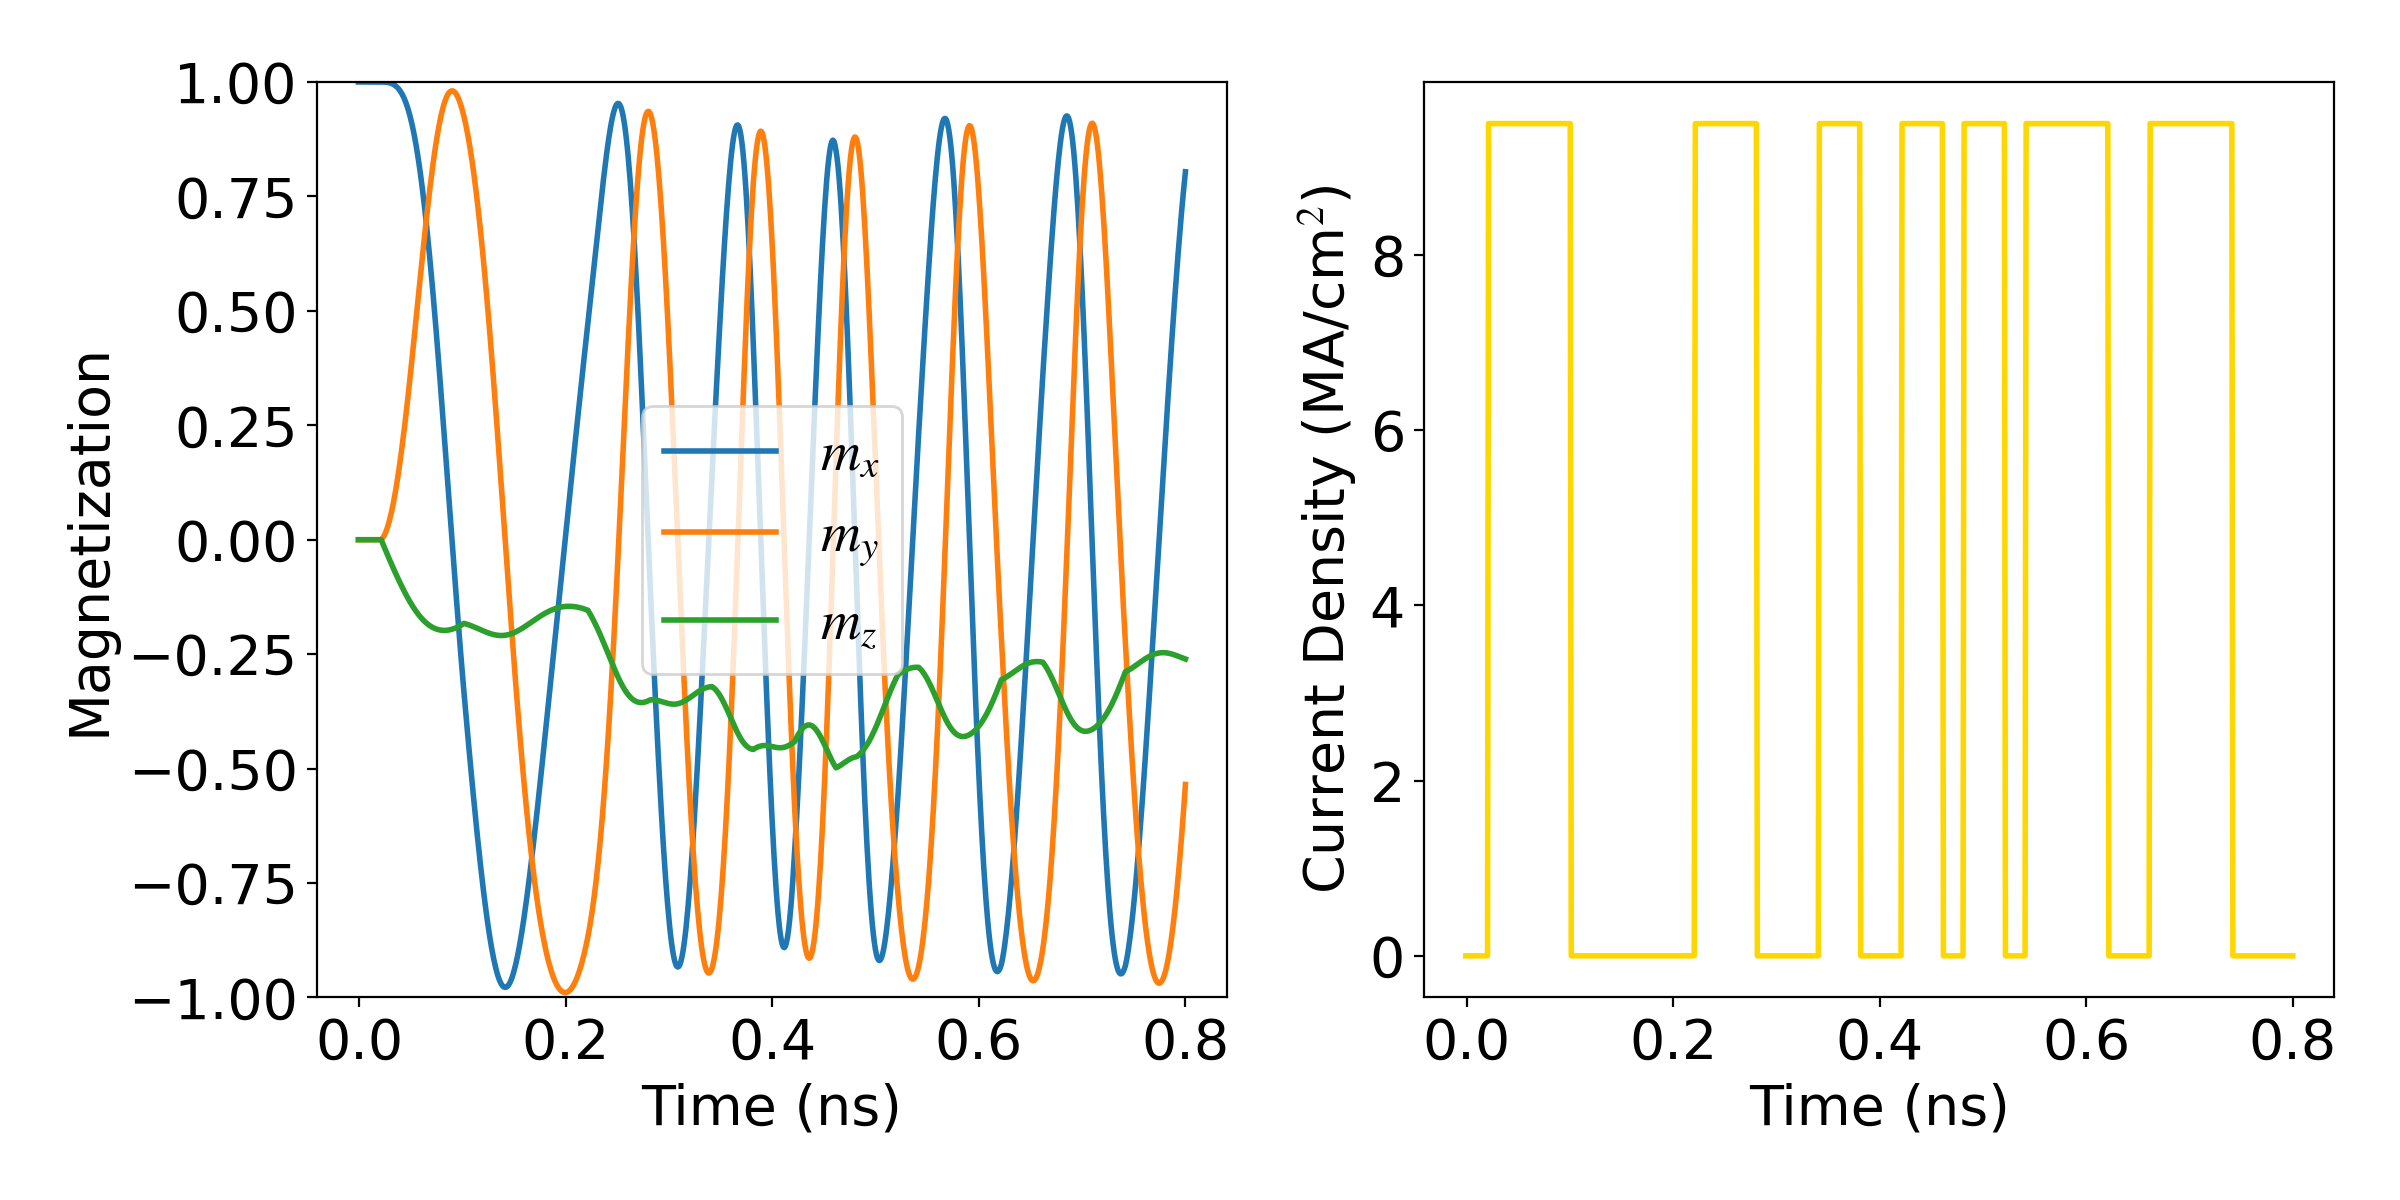 Magnetization
1.00
0.75
0.50
0.25
0.00
−0.25
−0.50
−0.75
−1.00
m_x
m_y
m_z
0.0 0.2 0.4 0.6 0.8
Time (ns)
Current Density (MA/cm²)
8
6
4
2
0
0.0 0.2 0.4 0.6 0.8
Time (ns)